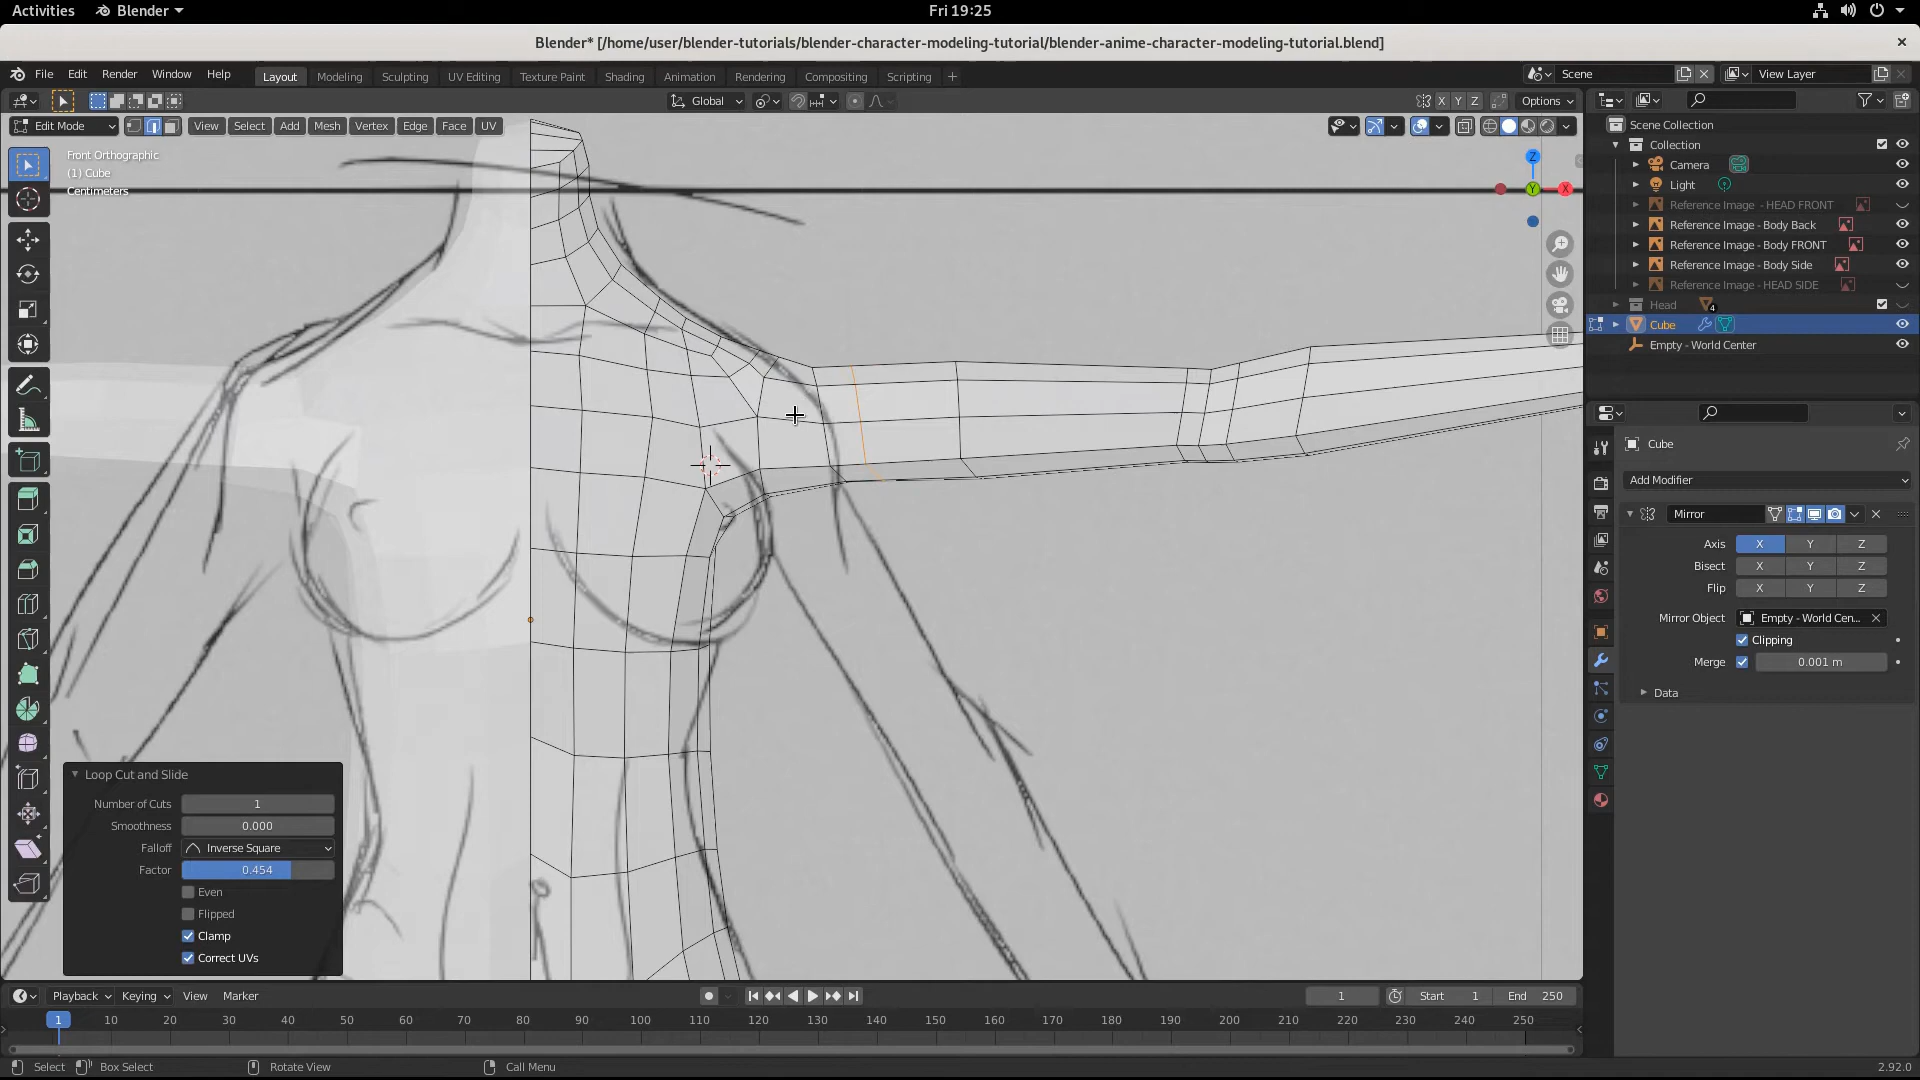 Activities Blender Fri 19:25
Blender* [/home/user/blender-tutorials/blender-character-modeling-tutorial/blender-anime-character-modeling-tutorial.blend]
File Edit Render Window Help Layout Modeling Sculpting UV Editing Texture Paint Shading Animation Rendering Compositing Scripting + Scene View Layer
Global X Y Z Options
Edit Mode View Select Add Mesh Vertex Edge Face UV
Front Orthographic
(1) Cube
Centimeters
Z
Y X
Scene Collection
Collection
Camera
Light
Reference Image - HEAD FRONT
Reference Image - Body Back
Reference Image - Body FRONT
Reference Image - Body Side
Reference Image - HEAD SIDE
Head 4
Cube
Empty - World Center
Cube
Add Modifier
Mirror
Axis X Y Z
Bisect X Y Z
Flip X Y Z
Mirror Object Empty - World Cen...
Clipping
Merge 0.001 m
Data
Loop Cut and Slide
Number of Cuts 1
Smoothness 0.000
Falloff Inverse Square
Factor 0.454
Even
Flipped
Clamp
Correct UVs
Playback Keying View Marker 1 Start 1 End 250
1 10 20 30 40 50 60 70 80 90 100 110 120 130 140 150 160 170 180 190 200 210 220 230 240 250
Select Box Select Rotate View Call Menu 2.92.0